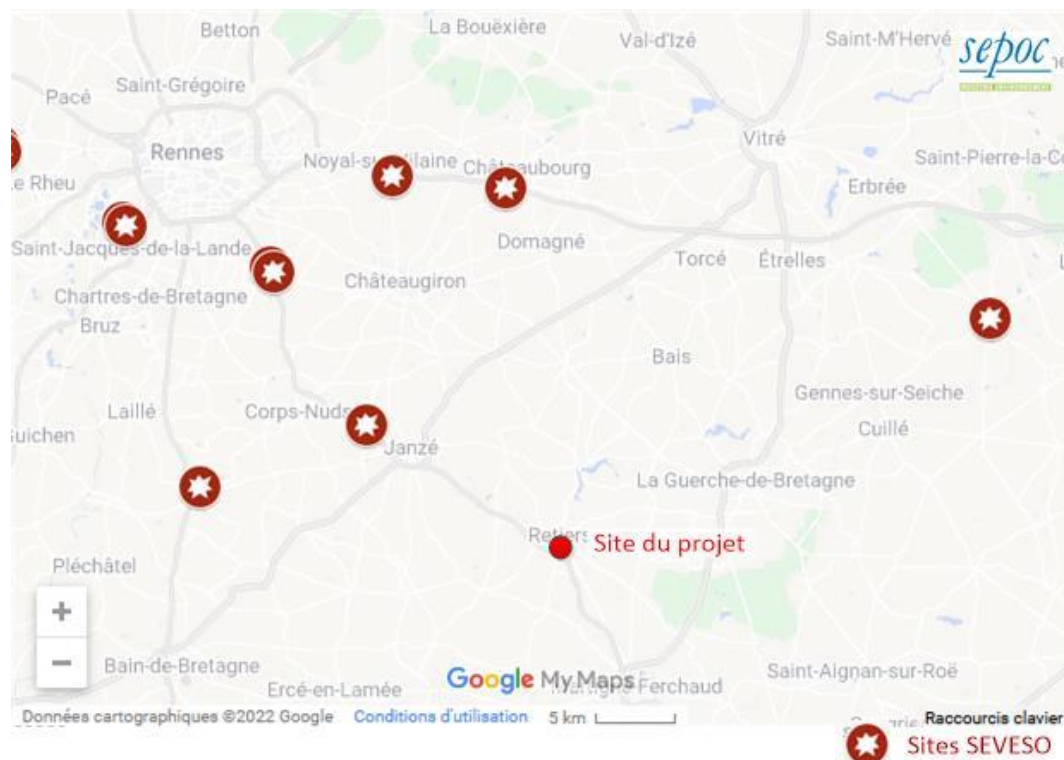 Betton
La Bouëxière
Val-d'Izé
Saint-M'Hervé
sepoc
Saint-Grégoire
Pacé
Vitré
Rennes
Noyal-su Vilaine
Châteaubourg
Saint-Pierre-la-Co
e Rheu
Erbrée
Saint-Jacques-de-la-Lande
Domagné
Torcé
Étrelles
Châteaugiron
Chartres-de-Bretagne
Bruz
Bais
Gennes-sur-Seiche
Laillé
Corps-Nuds
Cuillé
uichen
Janzé
La Guerche-de-Bretagne
Retiers
Site du projet
Pléchâtel
+
−
Bain-de-Bretagne
Saint-Aignan-sur-Roë
Google My Maps
Ferchaud
Ercé-en-Lamée
Données cartographiques ©2022 Google
Conditions d'utilisation
5 km
Raccourcis clavier
Sites SEVESO